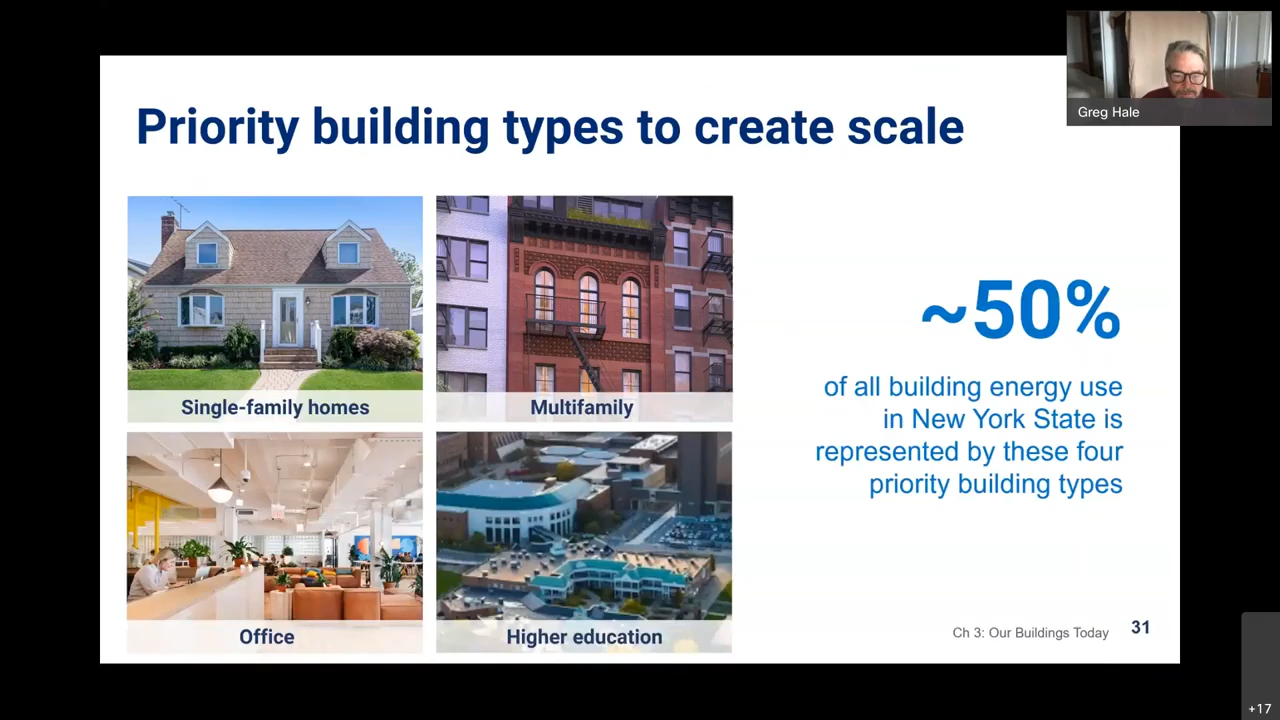 Greg Hale
Priority building types to create scale
Single-family homes
Multifamily
Office
Higher education
~50%
of all building energy use
in New York State is
represented by these four
priority building types
Ch 3: Our Buildings Today
31
+17